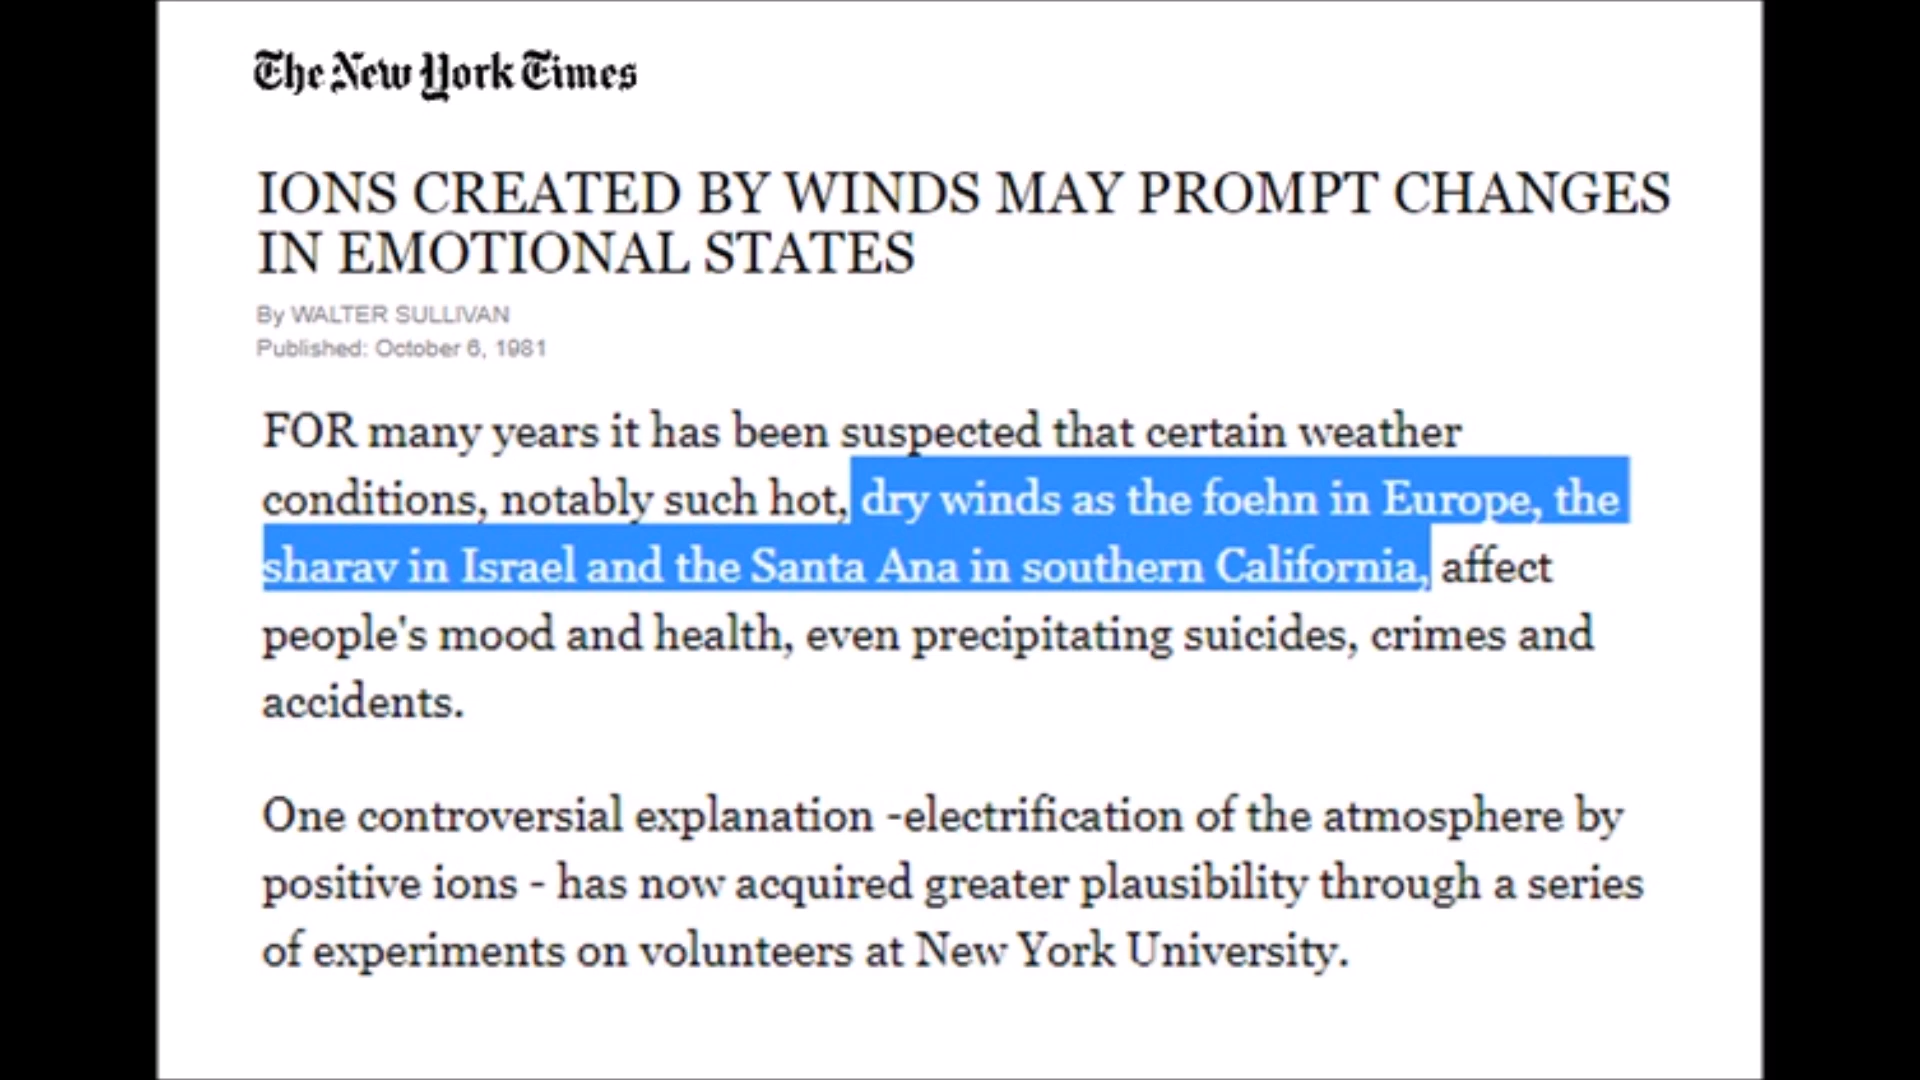 The New York Times
IONS CREATED BY WINDS MAY PROMPT CHANGES
IN EMOTIONAL STATES
By WALTER SULLIVAN
Published: October 6, 1981
FOR many years it has been suspected that certain weather
conditions, notably such hot, dry winds as the foehn in Europe, the
sharav in Israel and the Santa Ana in southern California, affect
people's mood and health, even precipitating suicides, crimes and
accidents.
One controversial explanation -electrification of the atmosphere by
positive ions - has now acquired greater plausibility through a series
of experiments on volunteers at New York University.